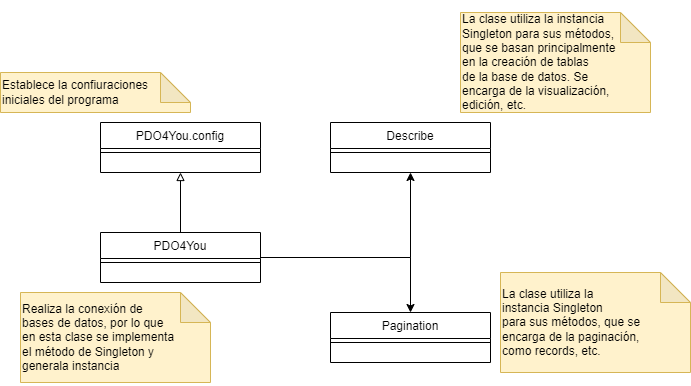 La clase utiliza la instancia
Singleton para sus métodos,
que se basan principalmente
en la creación de tablas
de la base de datos. Se
encarga de la visualización,
edición, etc.
Establece la confiuraciones
iniciales del programa
PDO4You.config
Describe
PDO4You
Realiza la conexión de
bases de datos, por lo que
en esta clase se implementa
el método de Singleton y
generala instancia
La clase utiliza la
instancia Singleton
para sus métodos, que se
encarga de la paginación,
como records, etc.
Pagination